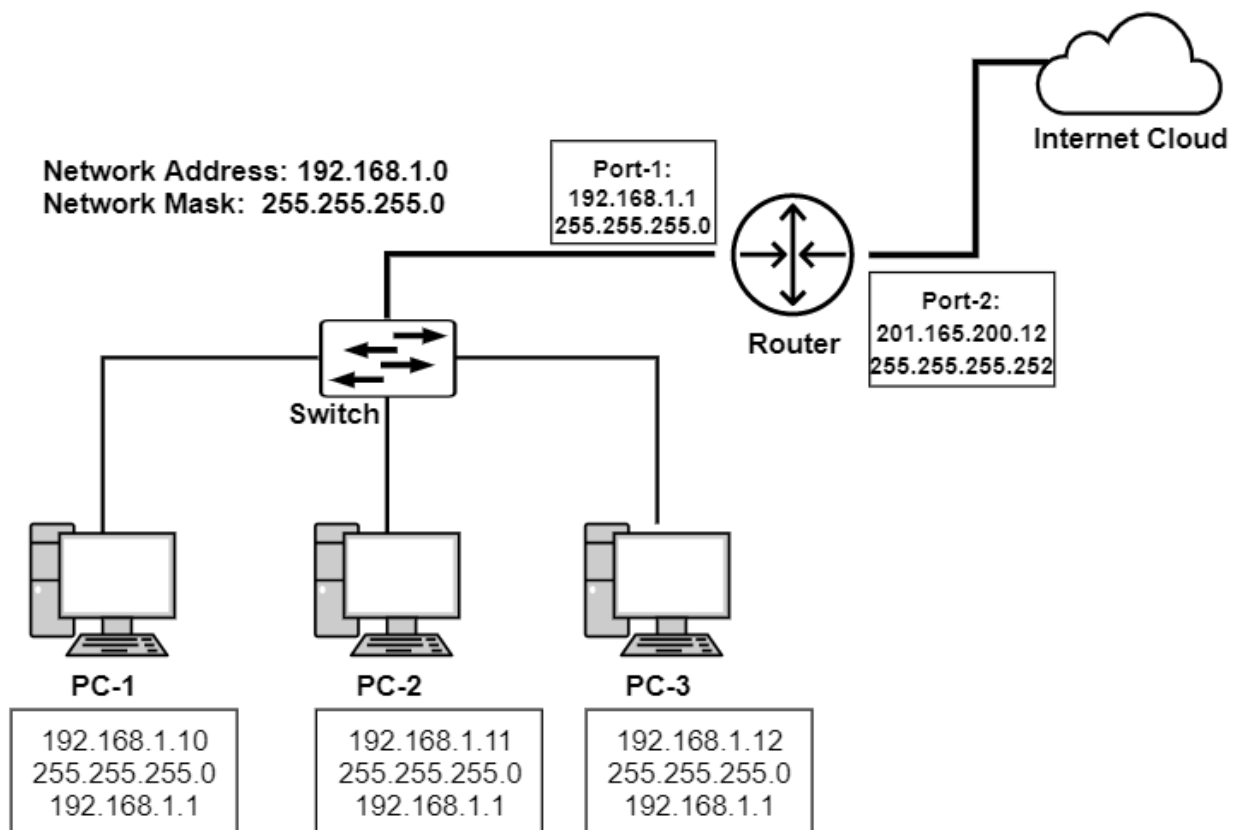 Internet Cloud
Network Address: 192.168.1.0
Network Mask: 255.255.255.0
Port-1:
192.168.1.1
255.255.255.0
Router
Port-2:
201.165.200.12
255.255.255.252
Switch
PC-1
192.168.1.10
255.255.255.0
192.168.1.1
PC-2
192.168.1.11
255.255.255.0
192.168.1.1
PC-3
192.168.1.12
255.255.255.0
192.168.1.1